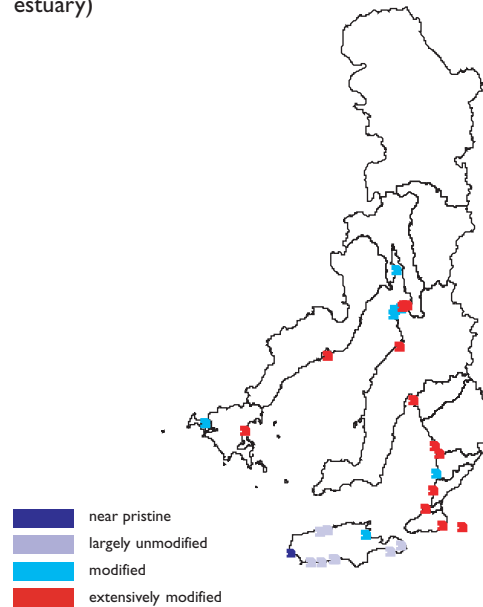 estuary)
near pristine
largely unmodified
modified
extensively modified